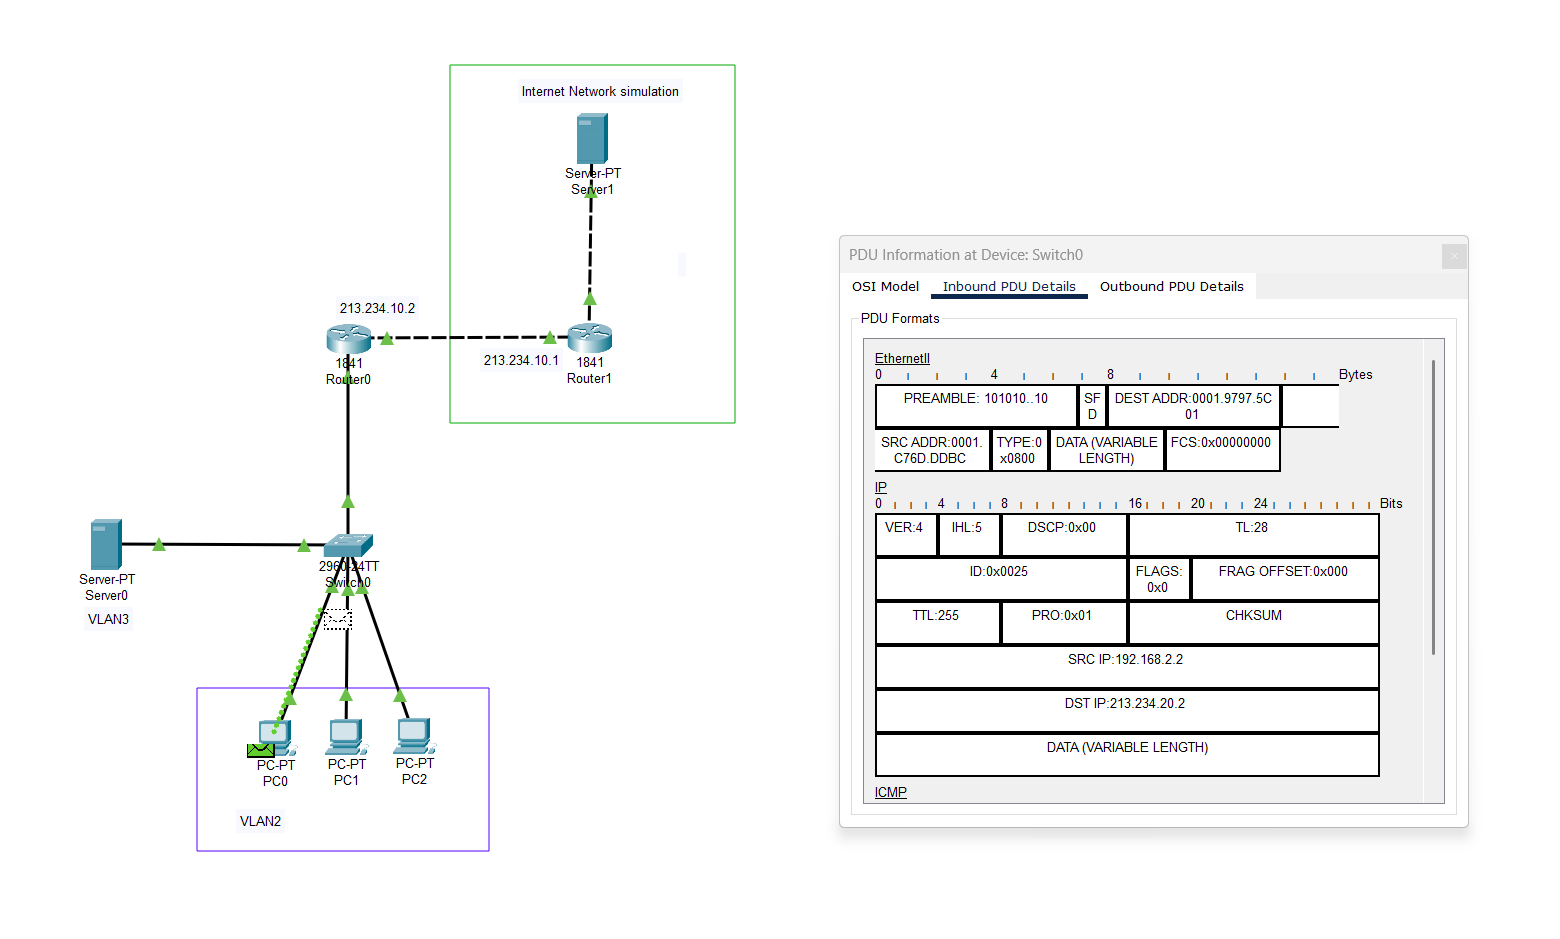 Internet Network simulation
Server-PT
Server1
213.234.10.2
1841
Router0
213.234.10.1
1841
Router1
2960-24TT
Switch0
Server-PT
Server0
VLAN3
PC-PT
PC0
PC-PT
PC1
PC-PT
PC2
VLAN2
PDU Information at Device: Switch0
OSI Model Inbound PDU Details Outbound PDU Details
PDU Formats
EthernetII
0 4 8 Bytes
PREAMBLE: 101010..10
SF
D
DEST ADDR:0001.9797.5C
01
SRC ADDR:0001.
C76D.DDBC
TYPE:0
x0800
DATA (VARIABLE
LENGTH)
FCS:0x00000000
IP
0 4 8 16 20 24 Bits
VER:4 IHL:5 DSCP:0x00 TL:28
ID:0x0025
FLAGS:
0x0
FRAG OFFSET:0x000
TTL:255 PRO:0x01 CHKSUM
SRC IP:192.168.2.2
DST IP:213.234.20.2
DATA (VARIABLE LENGTH)
ICMP